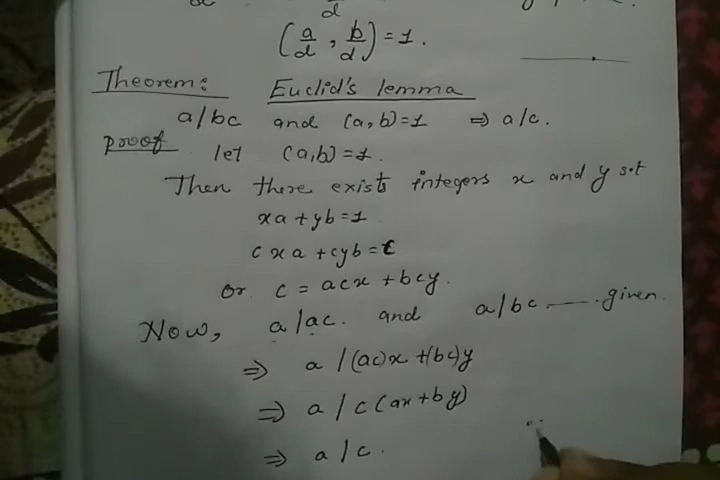 (a/d, b/d) = 1.
Theorem: Euclid's lemma
a/bc and (a, b) = 1 ⇒ a/c.
proof let (a, b) = 1.
Then there exists integers x and y s.t
xa + yb = 1
cxa + cyb = c
or c = acx + bcy.
Now, a/ac. and a/bc —. given.
⇒ a / (ac)x + (bc)y
⇒ a / c(ax + by)
⇒ a / c.